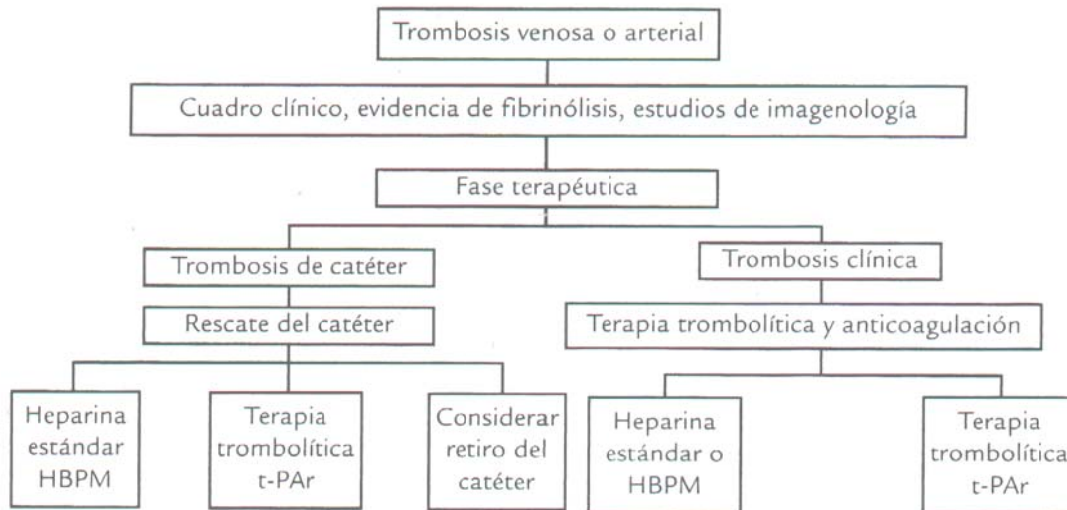 Trombosis venosa o arterial
Cuadro clínico, evidencia de fibrinólisis, estudios de imagenología
Fase terapéutica
Trombosis de catéter
Trombosis clínica
Rescate del catéter
Terapia trombolítica y anticoagulación
Heparina
estándar
HBPM
Terapia
trombolítica
t-PAr
Considerar
retiro del
catéter
Heparina
estándar o
HBPM
Terapia
trombolítica
t-PAr